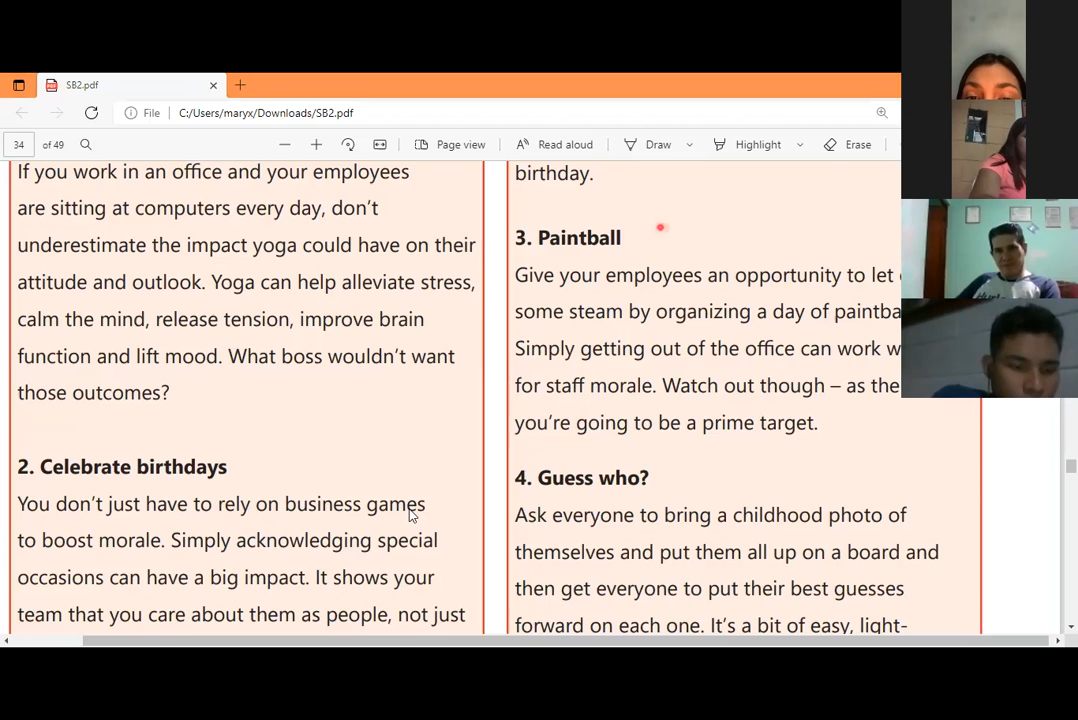 SB2.pdf
File C:/Users/maryx/Downloads/SB2.pdf
34 of 49 Page view Read aloud Draw Highlight Erase
If you work in an office and your employees
are sitting at computers every day, don't
underestimate the impact yoga could have on their
attitude and outlook. Yoga can help alleviate stress,
calm the mind, release tension, improve brain
function and lift mood. What boss wouldn't want
those outcomes?
2. Celebrate birthdays
You don't just have to rely on business games
to boost morale. Simply acknowledging special
occasions can have a big impact. It shows your
team that you care about them as people, not just
birthday.
3. Paintball
Give your employees an opportunity to let
some steam by organizing a day of
Simply getting out of the office can work
for staff morale. Watch out though – as
you're going to be a prime target.
4. Guess who?
Ask everyone to bring a childhood photo of
themselves and put them all up on a board and
then get everyone to put their best guesses
forward on each one. It's a bit of easy, light-